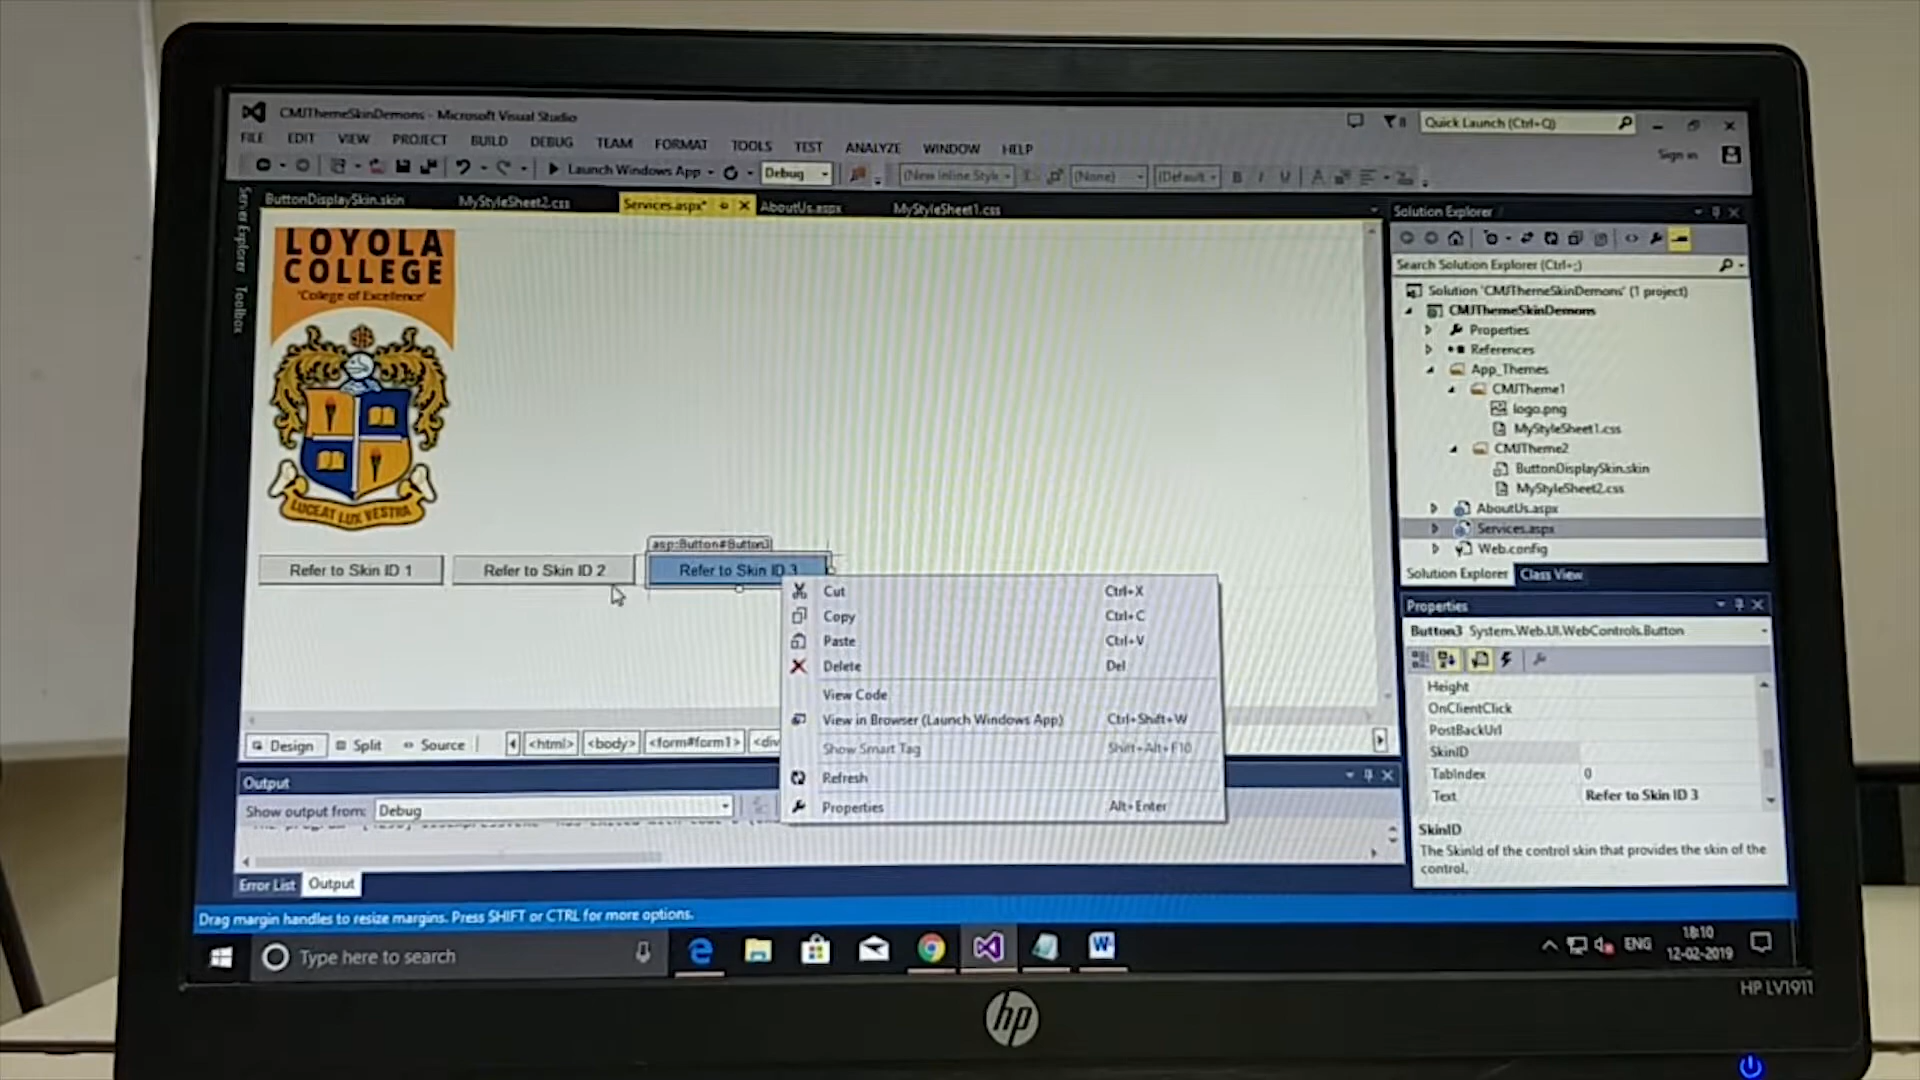 CMJThemeSkinDemons - Microsoft Visual Studio
Quick Launch (Ctrl+Q)
FILE EDIT VIEW PROJECT BUILD DEBUG TEAM FORMAT TOOLS TEST ANALYZE WINDOW HELP
Sign in
Launch Windows App
Debug
(New Inline Style
(None)
(Default
B I U A
Server Explorer
Toolbox
ButtonDisplaySkin.skin
MyStyleSheet2.css
Services.aspx*
AboutUs.aspx
MyStyleSheet1.css
LOYOLA
COLLEGE
'College of Excellence'
LUCEAT LUX VESTRA
asp:Button#Button3
Refer to Skin ID 1
Refer to Skin ID 2
Refer to Skin ID 3
Cut Ctrl+X
Copy Ctrl+C
Paste Ctrl+V
Delete Del
View Code
View in Browser (Launch Windows App) Ctrl+Shift+W
Show Smart Tag Shift+Alt+F10
Refresh
Properties Alt+Enter
Design Split Source
<html> <body> <form#form1> <div
Output
Show output from: Debug
Error List Output
Solution Explorer
Search Solution Explorer (Ctrl+;)
Solution 'CMJThemeSkinDemons' (1 project)
CMJThemeSkinDemons
Properties
References
App_Themes
CMJTheme1
logo.png
MyStyleSheet1.css
CMJTheme2
ButtonDisplaySkin.skin
MyStyleSheet2.css
AboutUs.aspx
Services.aspx
Web.config
Solution Explorer Class View
Properties
Button3 System.Web.UI.WebControls.Button
Height
OnClientClick
PostBackUrl
SkinID
TabIndex 0
Text Refer to Skin ID 3
SkinID
The SkinId of the control skin that provides the skin of the
control.
Drag margin handles to resize margins. Press SHIFT or CTRL for more options.
Type here to search
ENG
18:10
12-02-2019
HP LV1911
hp